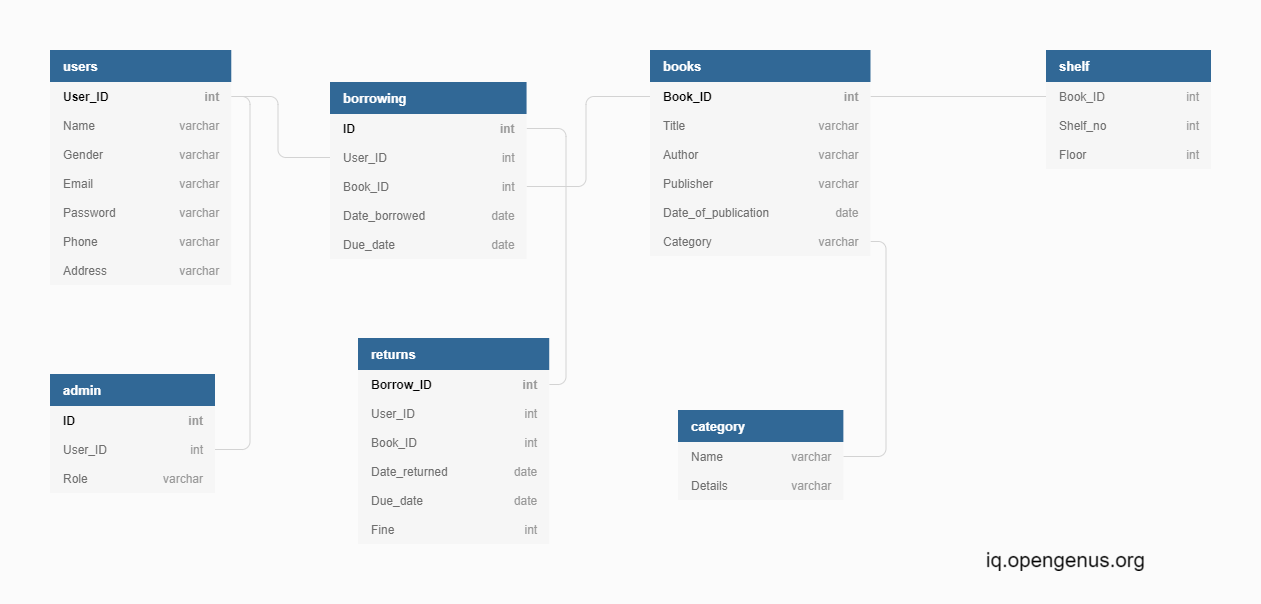 users
User_ID int
Name varchar
Gender varchar
Email varchar
Password varchar
Phone varchar
Address varchar
borrowing
ID int
User_ID int
Book_ID int
Date_borrowed date
Due_date date
books
Book_ID int
Title varchar
Author varchar
Publisher varchar
Date_of_publication date
Category varchar
shelf
Book_ID int
Shelf_no int
Floor int
admin
ID int
User_ID int
Role varchar
returns
Borrow_ID int
User_ID int
Book_ID int
Date_returned date
Due_date date
Fine int
category
Name varchar
Details varchar
iq.opengenus.org